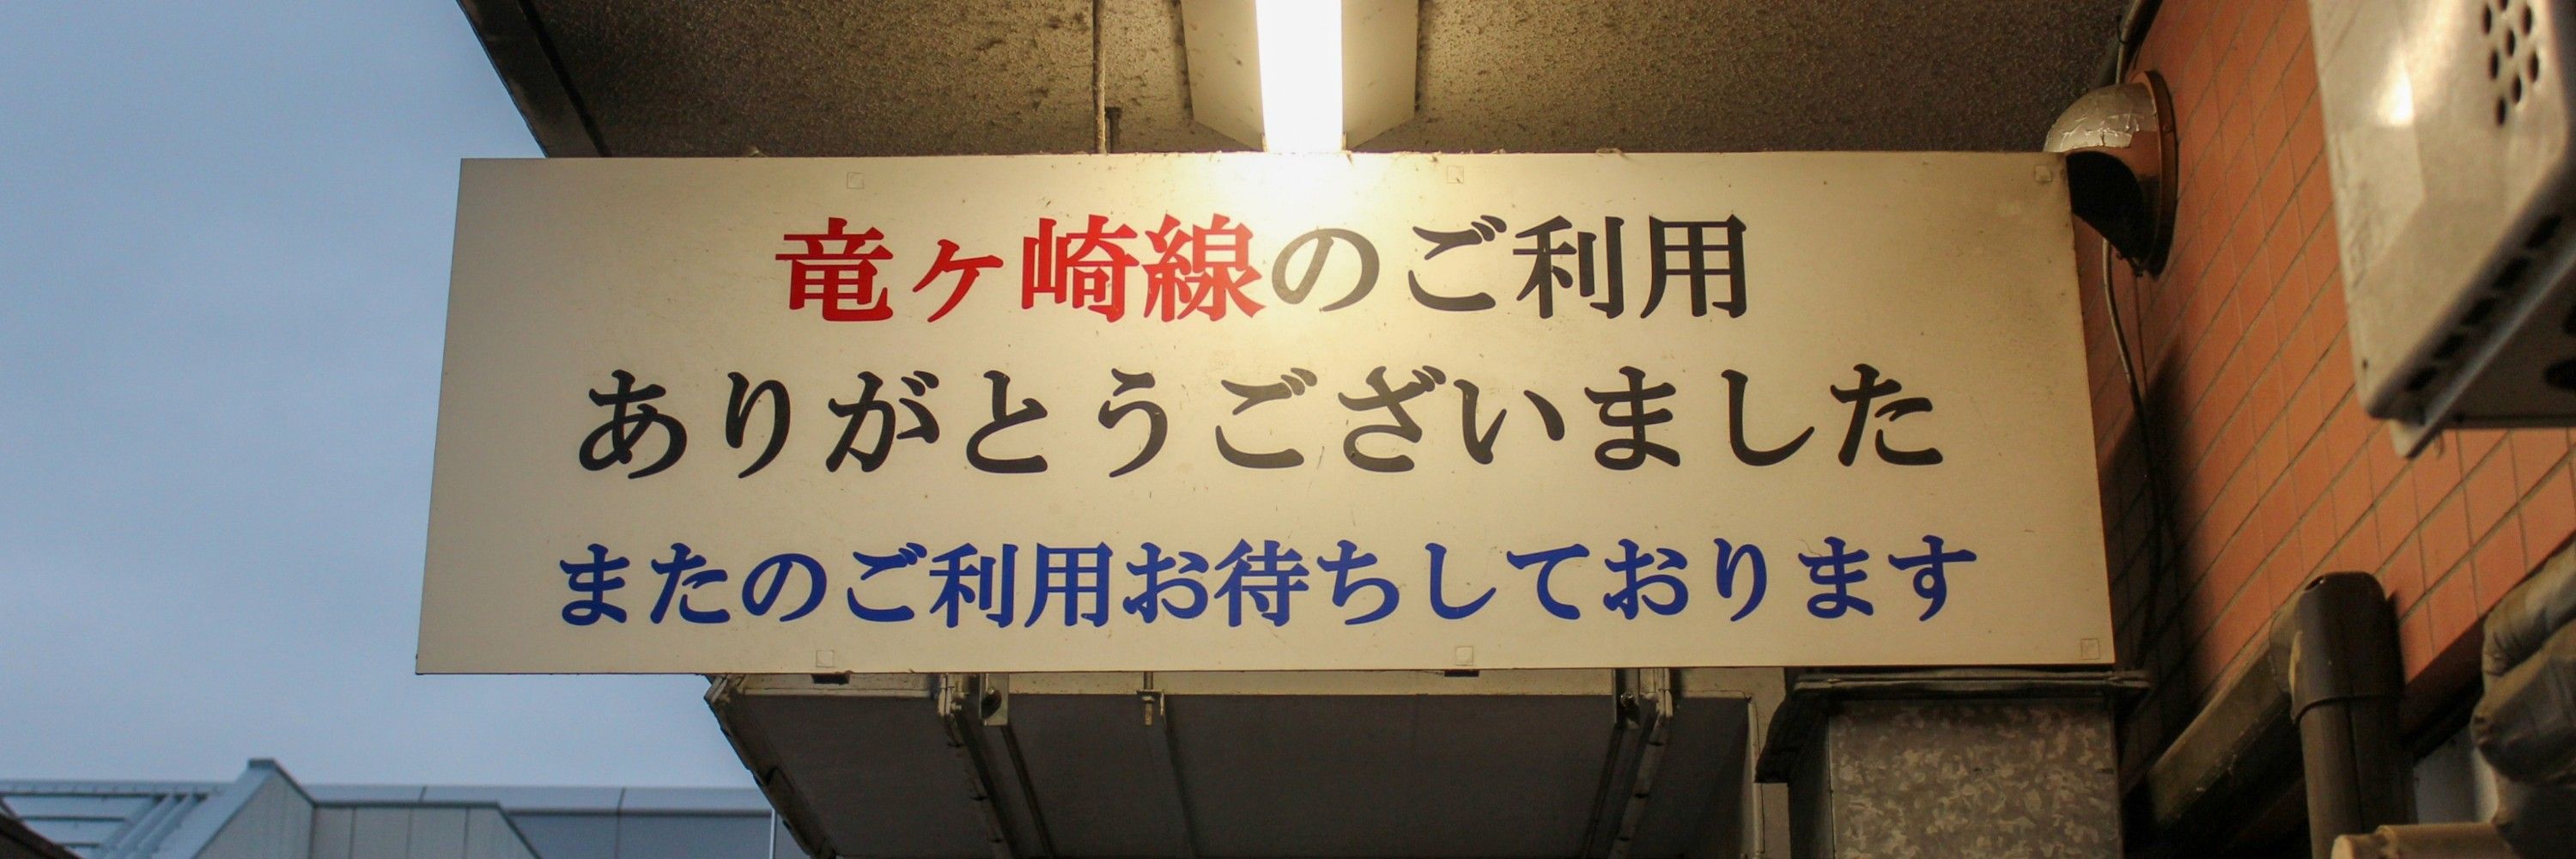 竜ヶ崎線のご利用
ありがとうございました
またのご利用お待ちしております